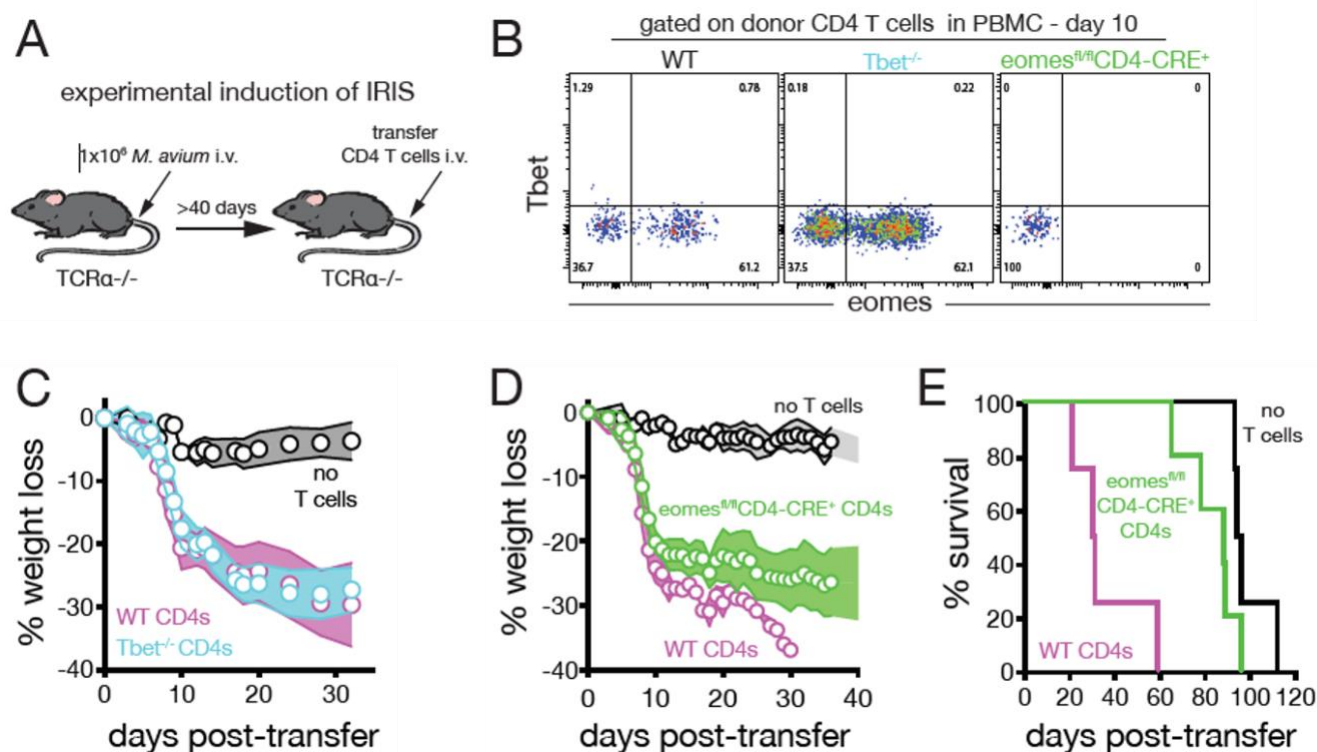 A
experimental induction of IRIS
1x10⁶ M. avium i.v.
transfer
CD4 T cells i.v.
>40 days
TCRα-/-
TCRα-/-
B
gated on donor CD4 T cells in PBMC - day 10
WT
Tbet-/-
eomesfl/flCD4-CRE+
Tbet
1.29
0.78
36.7
61.2
0.18
0.22
37.5
62.1
0
0
100
0
eomes
C
% weight loss
0
-10
-20
-30
-40
no
T cells
WT CD4s
Tbet-/- CD4s
0
10
20
30
days post-transfer
D
% weight loss
0
-10
-20
-30
-40
no T cells
eomesfl/flCD4-CRE+ CD4s
WT CD4s
0
10
20
30
40
days post-transfer
E
% survival
100
80
60
40
20
0
no
T cells
eomesfl/fl
CD4-CRE+
CD4s
WT CD4s
0
20
40
60
80
100
120
days post-transfer